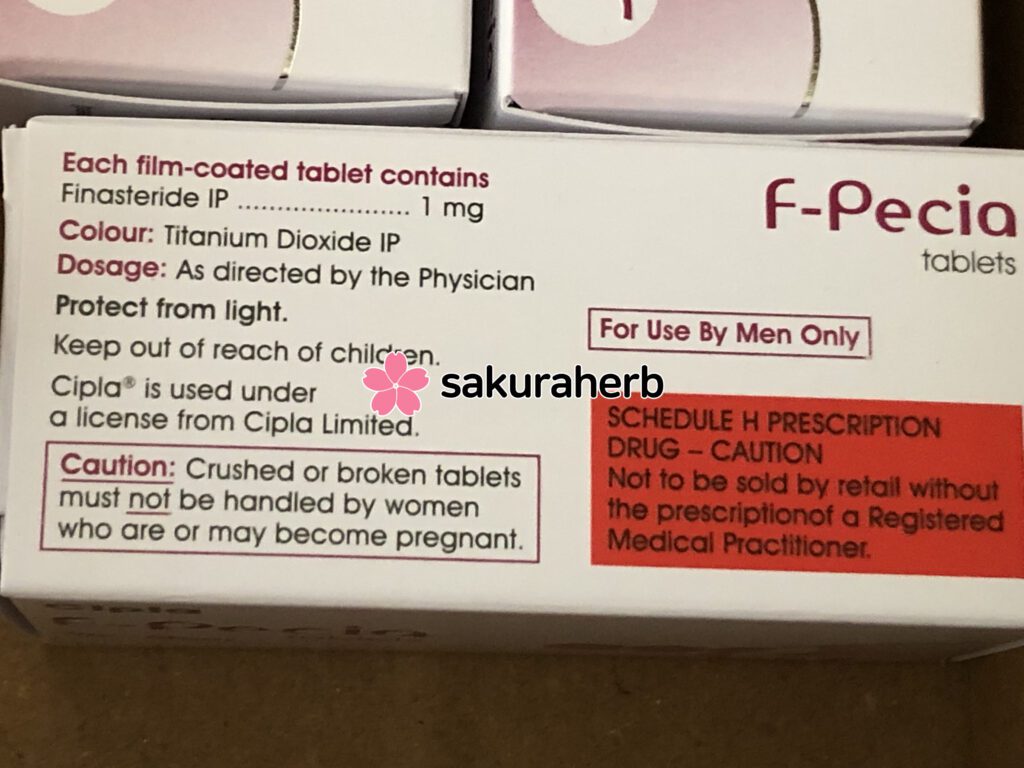 Each film-coated tablet contains
Finasteride IP ...................... 1 mg
Colour: Titanium Dioxide IP
Dosage: As directed by the Physician
Protect from light.
Keep out of reach of children.
Cipla® is used under
a license from Cipla Limited.
Caution: Crushed or broken tablets
must not be handled by women
who are or may become pregnant.
F-Pecia
tablets
For Use By Men Only
SCHEDULE H PRESCRIPTION
DRUG – CAUTION
Not to be sold by retail without
the prescriptionof a Registered
Medical Practitioner.
sakuraherb
Cipla
F-Pecia